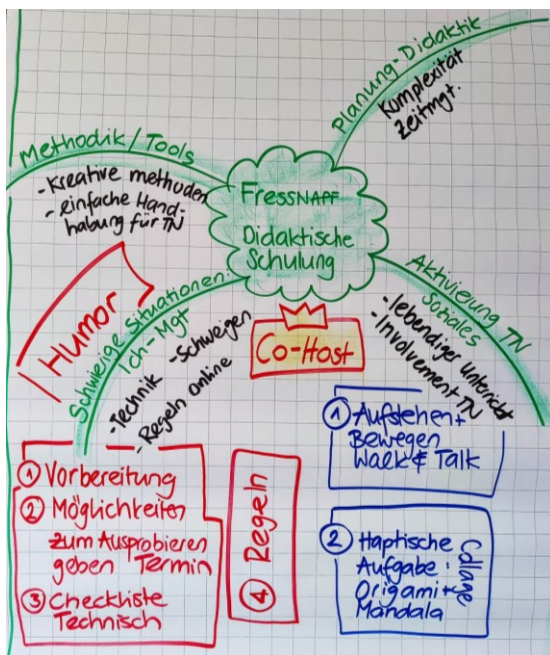 Planung-Didaktik
Komplexität
Zeitmgt.
Methodik/Tools
-Kreative methoden
-einfache Hand-
habung für TN
FRESSNAPF
Didaktische
Schulung
Humor
Schwierige Situationen:
Ich-Mgt
-Technik -Schweigen
-Regeln online
Co-Host
Aktivierung TN
Soziales
-lebendiger Unterricht
-Involvement TN
① Vorbereitung
② Möglichkeiten
zum Ausprobieren
geben Termin
③ Checkliste
Technisch
④ Regeln
① Aufstehen+
Bewegen
Walk & Talk
② Haptische
Aufgabe:
Origami+
Mandala
Collage